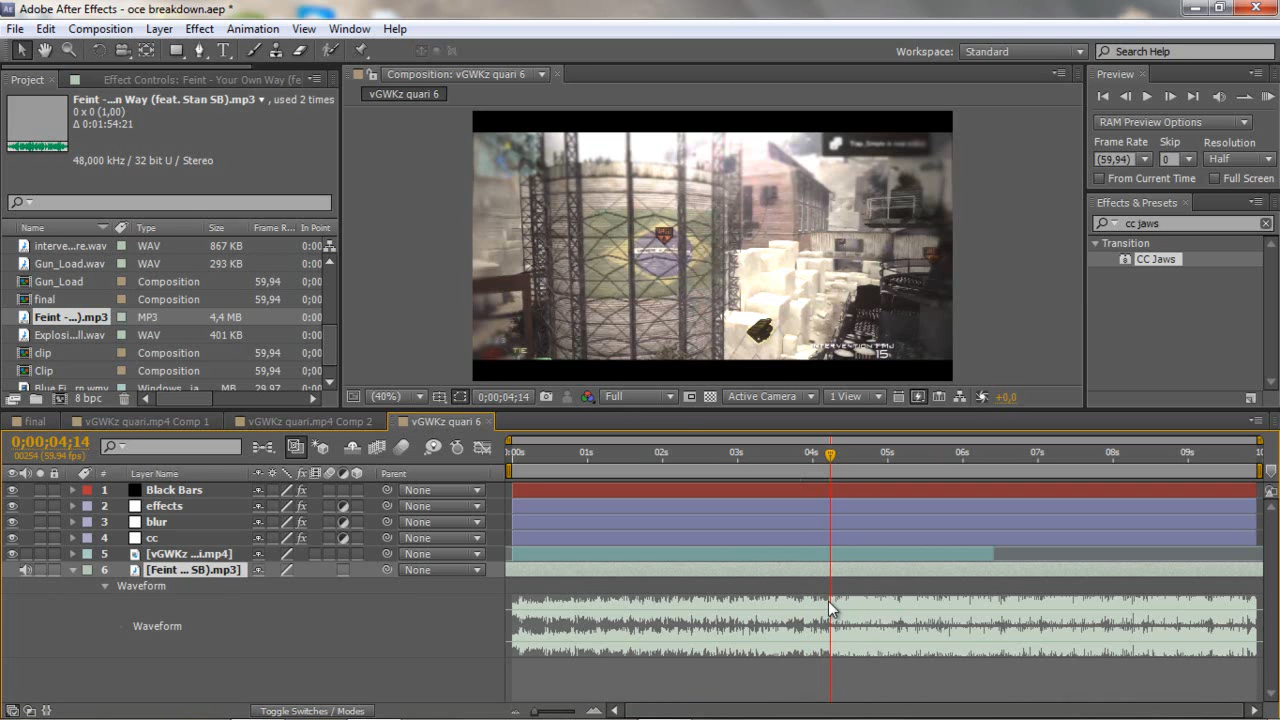 Adobe After Effects - oce breakdown.aep *
File Edit Composition Layer Effect Animation View Window Help
Workspace: Standard Search Help
Project Effect Controls: Feint - Your Own Way (fe
Feint -...n Way (feat. Stan SB).mp3 , used 2 times
0 x 0 (1,00)
Δ 0:01:54:21
48,000 kHz / 32 bit U / Stereo
Name Type Size Frame R... In Point
interve...re.wav WAV 867 KB 0:00
Gun_Load.wav WAV 293 KB 0:00
Gun_Load Composition 59,94 0;00
final Composition 59,94 0;00
Feint -...).mp3 MP3 4,4 MB 0:00
Explosi...ll.wav WAV 401 KB 0:00
clip Composition 59,94 0;00
Clip Composition 59,94 0;00
8 bpc
Composition: vGWKz quari 6
vGWKz quari 6
TIE
INTERVENTION FMJ
15
(40%) 0;00;04;14 Full Active Camera 1 View +0,0
Preview
RAM Preview Options
Frame Rate Skip Resolution
(59,94) 0 Half
From Current Time Full Screen
Effects & Presets
cc jaws
Transition
CC Jaws
final vGWKz quari.mp4 Comp 1 vGWKz quari.mp4 Comp 2 vGWKz quari 6
0;00;04;14
00254 (59.94 fps)
:00s 01s 02s 03s 04s 05s 06s 07s 08s 09s 10
# Layer Name fx Parent
1 Black Bars fx None
2 effects fx None
3 blur fx None
4 cc fx None
5 [vGWKz ...i.mp4] None
6 [Feint ... SB).mp3] None
Waveform
Waveform
Toggle Switches / Modes